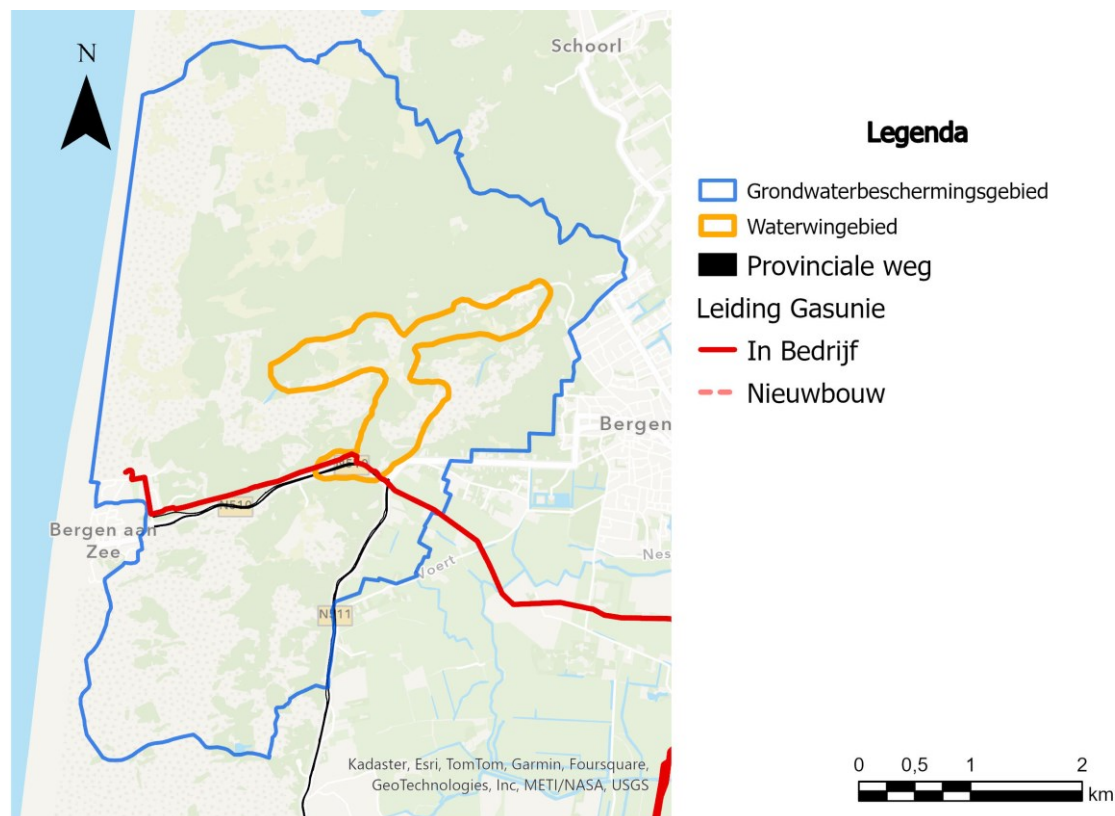 N
Schoorl
Bergen
Bergen aan
Zee
N510
Voert
Nes
N511
Kadaster, Esri, TomTom, Garmin, Foursquare,
GeoTechnologies, Inc, METI/NASA, USGS
Legenda
Grondwaterbeschermingsgebied
Waterwingebied
Provinciale weg
Leiding Gasunie
In Bedrijf
Nieuwbouw
0 0,5 1 2
km